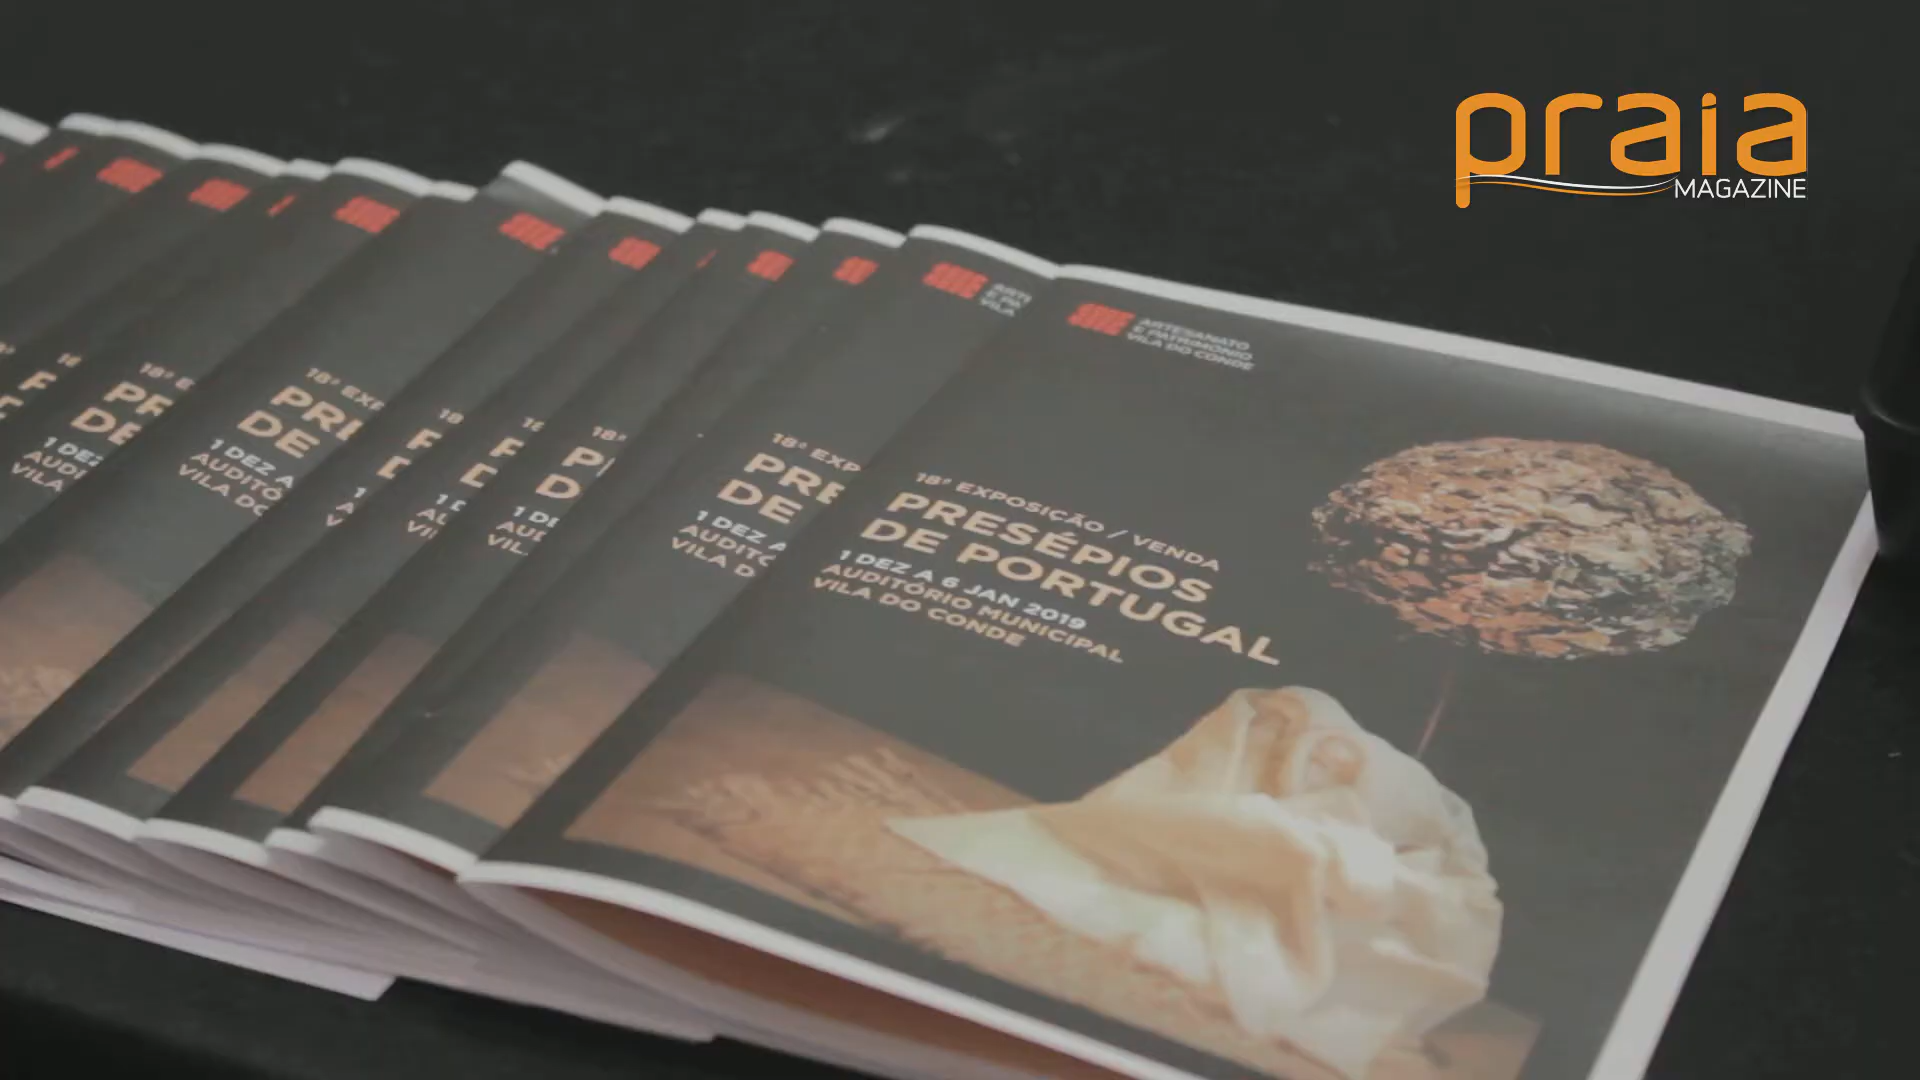 praia
MAGAZINE
ARTESANATO
E PATRIMÓNIO
VILA DO CONDE
18ª EXPOSIÇÃO / VENDA
PRESÉPIOS
DE PORTUGAL
1 DEZ A 6 JAN 2019
AUDITÓRIO MUNICIPAL
VILA DO CONDE